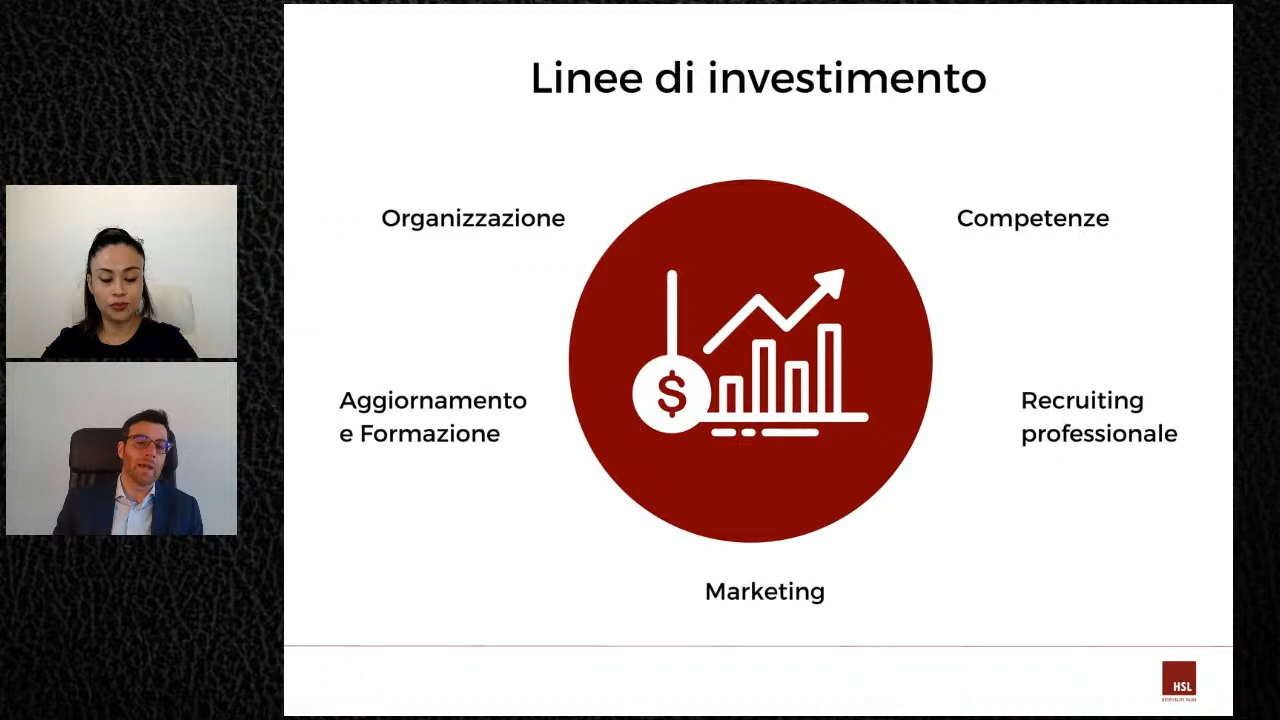 Linee di investimento
Organizzazione
Competenze
$
Aggiornamento
e Formazione
Recruiting
professionale
Marketing
HSL